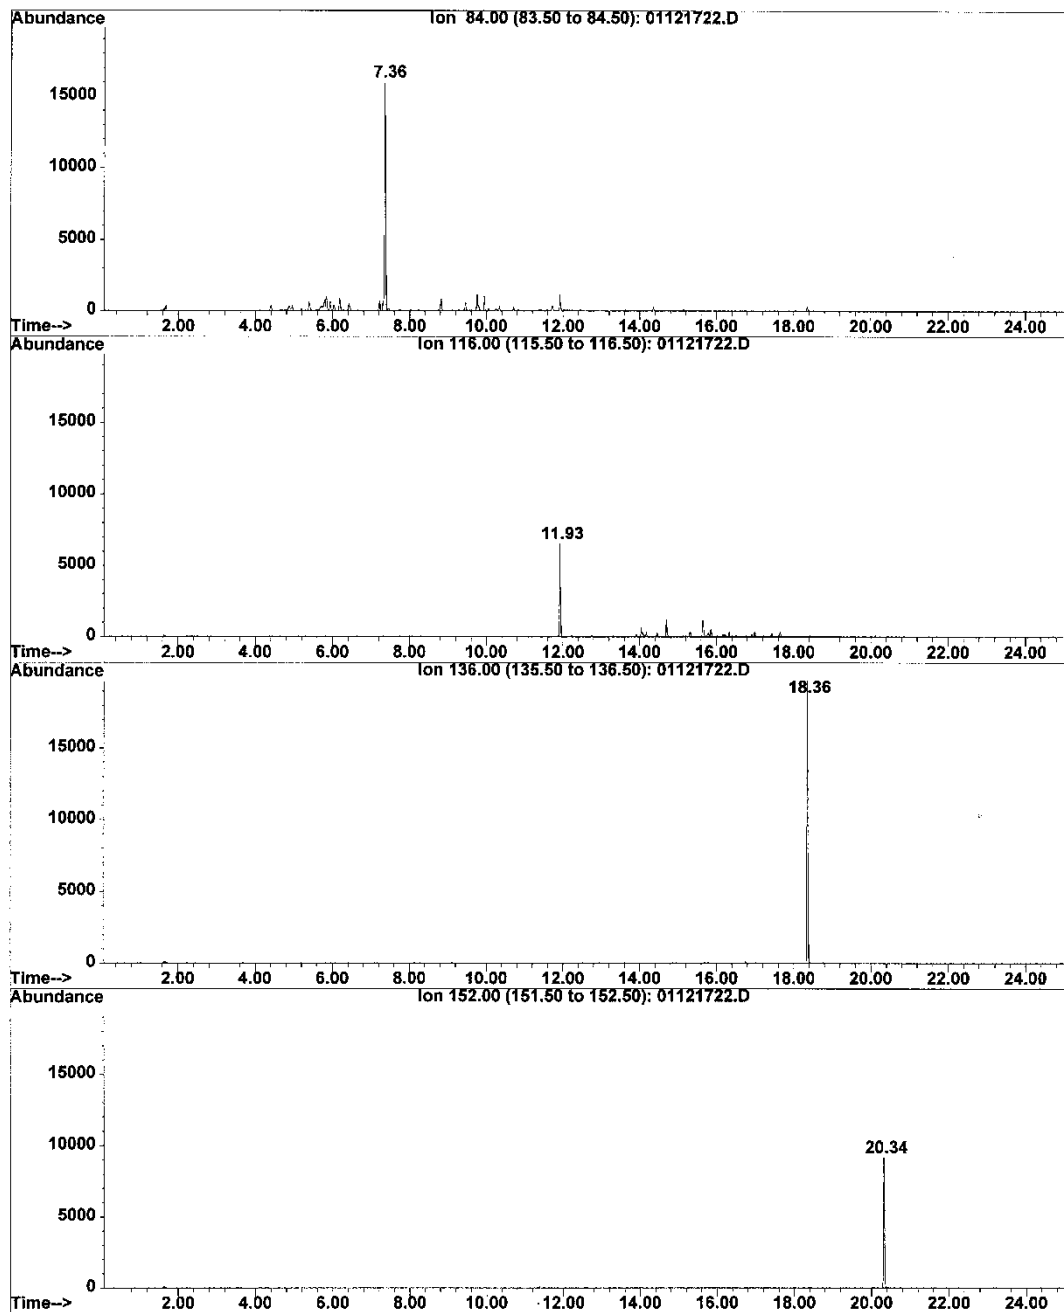 Abundance Ion 84.00 (83.50 to 84.50): 01121722.D
7.36
15000
10000
5000
0
Time--> 2.00 4.00 6.00 8.00 10.00 12.00 14.00 16.00 18.00 20.00 22.00 24.00
Abundance Ion 116.00 (115.50 to 116.50): 01121722.D
15000
10000
11.93
5000
0
Time--> 2.00 4.00 6.00 8.00 10.00 12.00 14.00 16.00 18.00 20.00 22.00 24.00
Abundance Ion 136.00 (135.50 to 136.50): 01121722.D
18.36
15000
10000
5000
0
Time--> 2.00 4.00 6.00 8.00 10.00 12.00 14.00 16.00 18.00 20.00 22.00 24.00
Abundance Ion 152.00 (151.50 to 152.50): 01121722.D
15000
10000
20.34
5000
0
Time--> 2.00 4.00 6.00 8.00 10.00 12.00 14.00 16.00 18.00 20.00 22.00 24.00